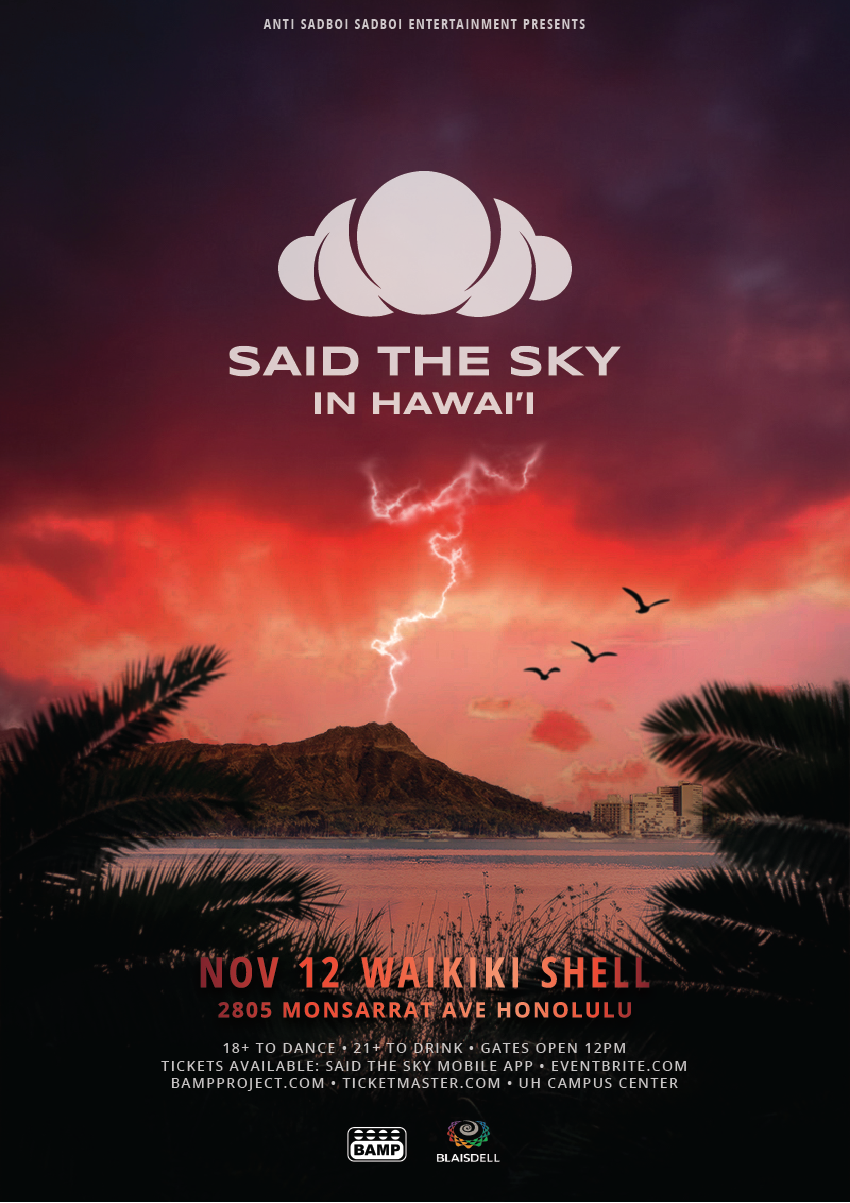 ANTI SADBOI SADBOI ENTERTAINMENT PRESENTS
SAID THE SKY
IN HAWAI'I
NOV 12 WAIKIKI SHELL
2805 MONSARRAT AVE HONOLULU
18+ TO DANCE • 21+ TO DRINK • GATES OPEN 12PM
TICKETS AVAILABLE: SAID THE SKY MOBILE APP • EVENTBRITE.COM
BAMPPROJECT.COM • TICKETMASTER.COM • UH CAMPUS CENTER
BAMP
BLAISDELL